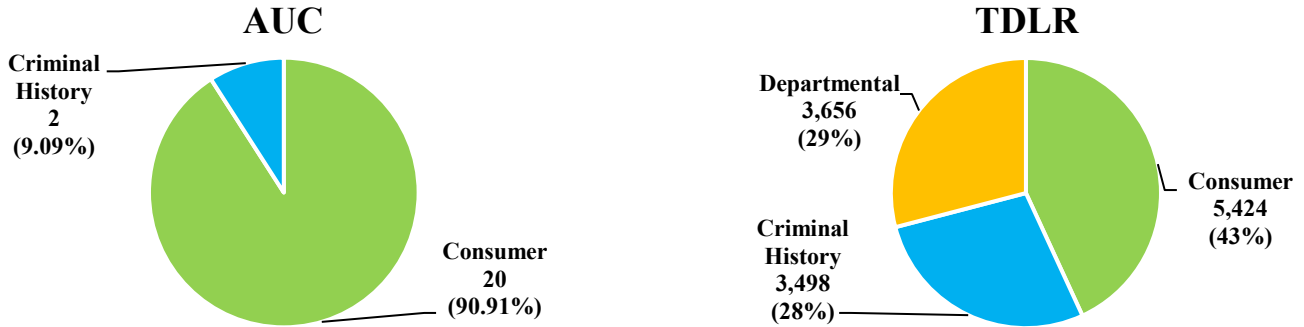 AUC
Criminal
History
2
(9.09%)
Consumer
20
(90.91%)
TDLR
Departmental
3,656
(29%)
Consumer
5,424
(43%)
Criminal
History
3,498
(28%)